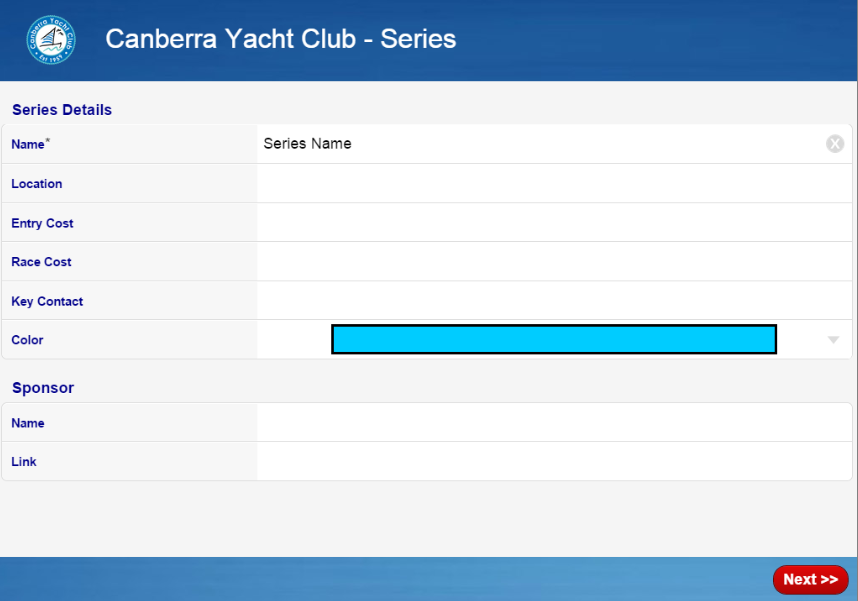 Canberra Yacht Club
EST 1959
Canberra Yacht Club - Series
Series Details
Name* Series Name X
Location
Entry Cost
Race Cost
Key Contact
Color
Sponsor
Name
Link
Next >>